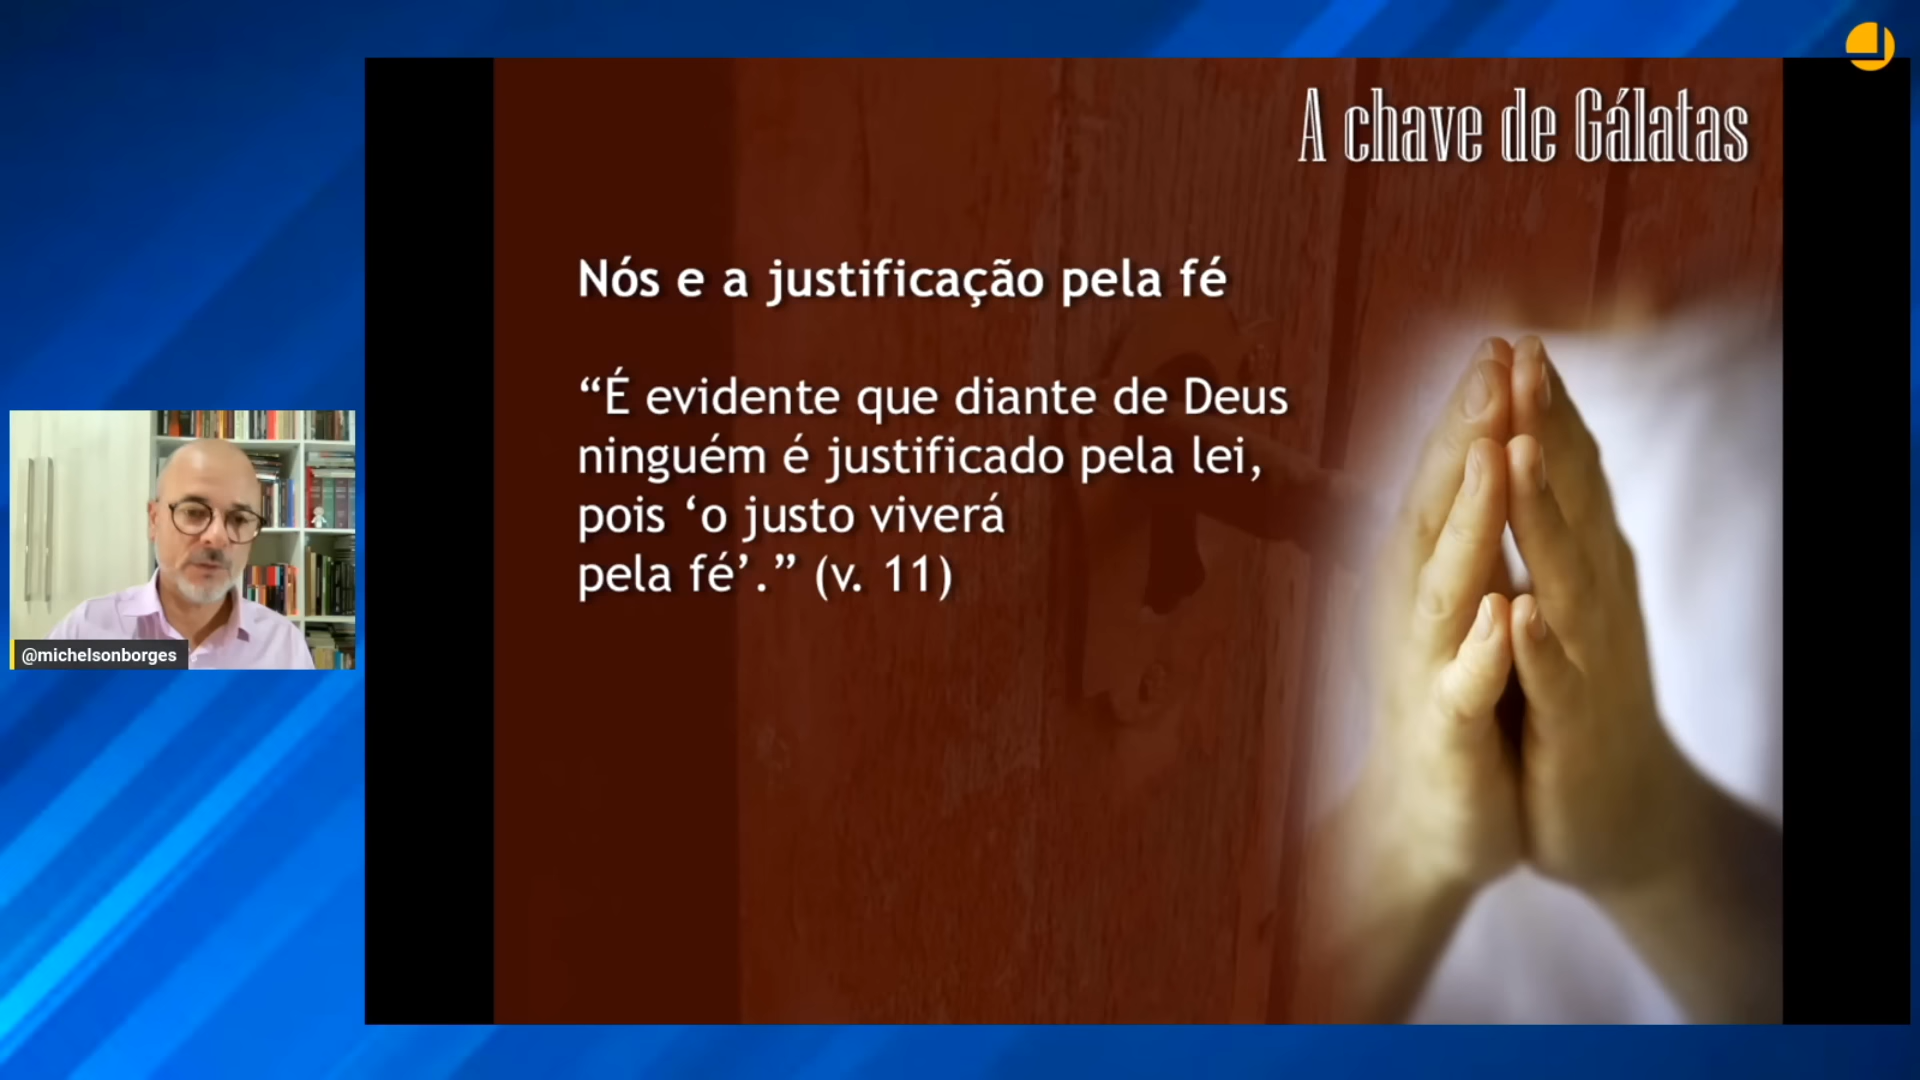 A chave de Gálatas
Nós e a justificação pela fé
“É evidente que diante de Deus
ninguém é justificado pela lei,
pois ‘o justo viverá
pela fé’.” (v. 11)
@michelsonborges